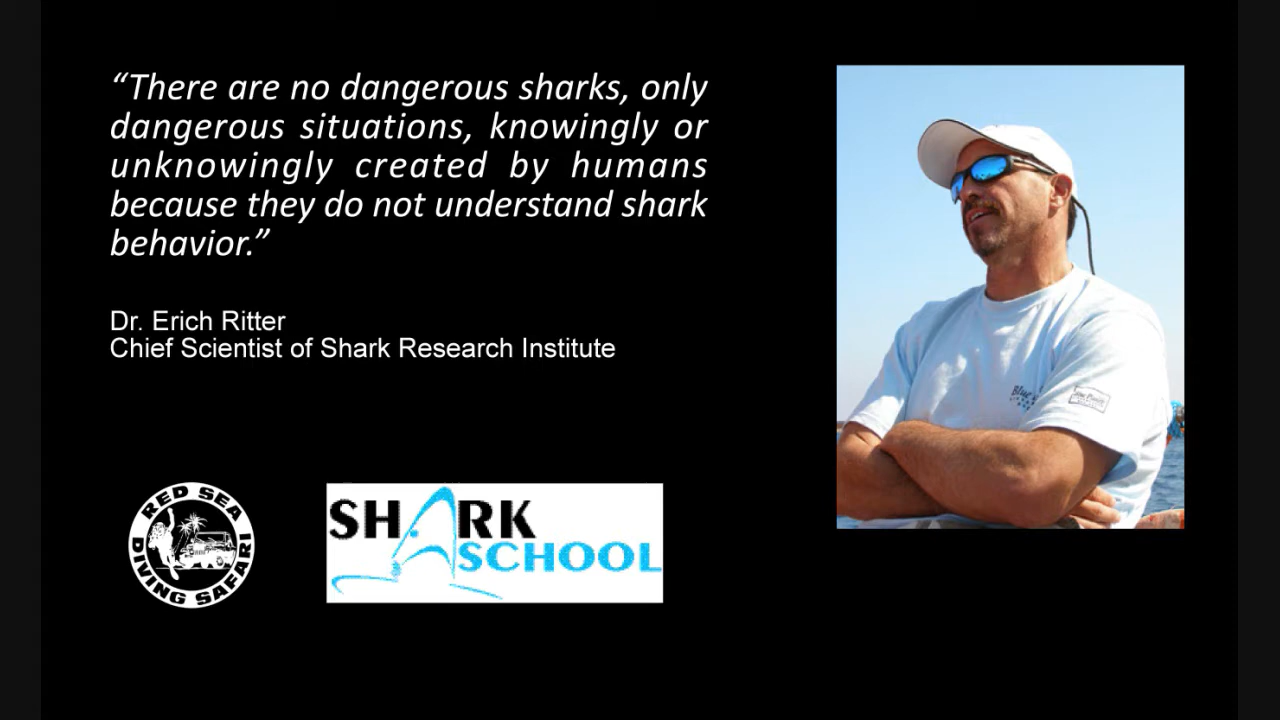 “There are no dangerous sharks, only
dangerous situations, knowingly or
unknowingly created by humans
because they do not understand shark
behavior.”
Dr. Erich Ritter
Chief Scientist of Shark Research Institute
RED SEA
DIVING SAFARI
SHARK
SCHOOL
Blue